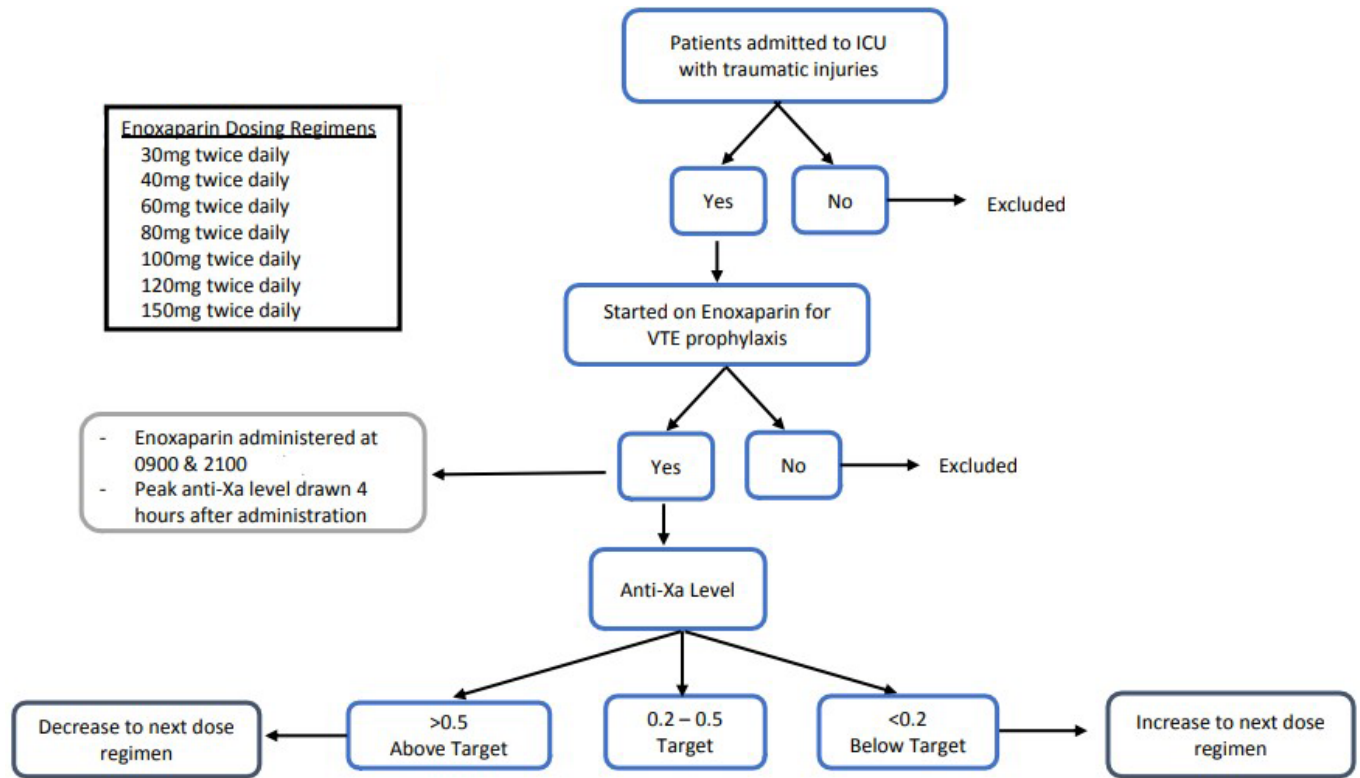 Patients admitted to ICU
with traumatic injuries
Enoxaparin Dosing Regimens
30mg twice daily
40mg twice daily
60mg twice daily
80mg twice daily
100mg twice daily
120mg twice daily
150mg twice daily
Yes
No
Excluded
Started on Enoxaparin for
VTE prophylaxis
- Enoxaparin administered at
0900 & 2100
- Peak anti-Xa level drawn 4
hours after administration
Yes
No
Excluded
Anti-Xa Level
Decrease to next dose
regimen
>0.5
Above Target
0.2 – 0.5
Target
<0.2
Below Target
Increase to next dose
regimen